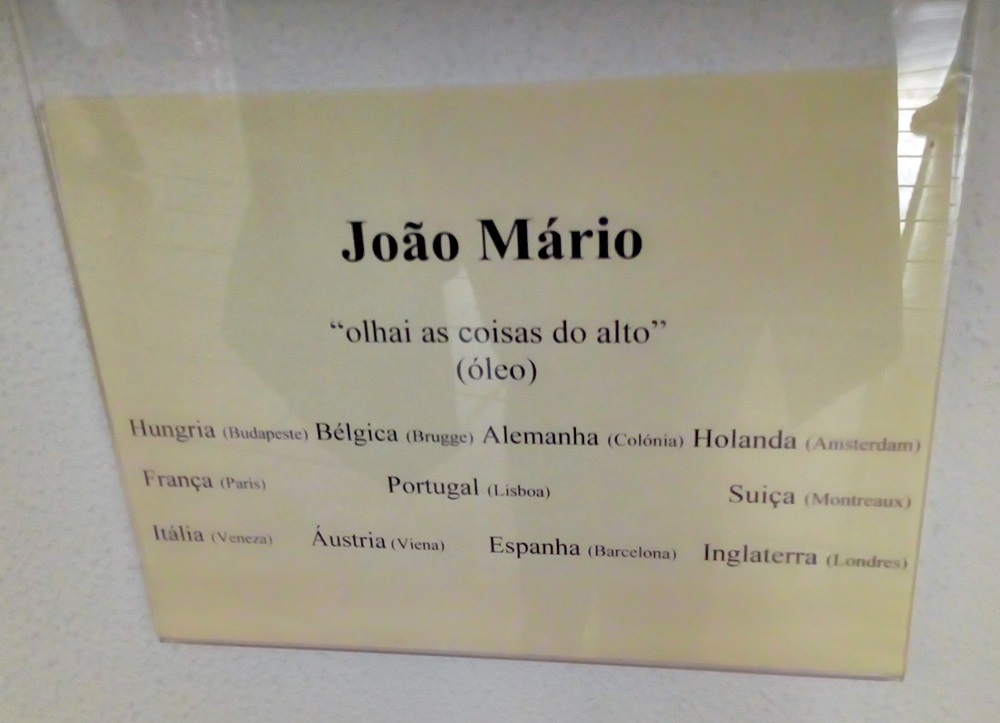 João Mário
“olhai as coisas do alto”
(óleo)
Hungria (Budapeste) Bélgica (Brugge) Alemanha (Colónia) Holanda (Amsterdam)
França (Paris) Portugal (Lisboa) Suiça (Montreaux)
Itália (Veneza) Áustria (Viena) Espanha (Barcelona) Inglaterra (Londres)